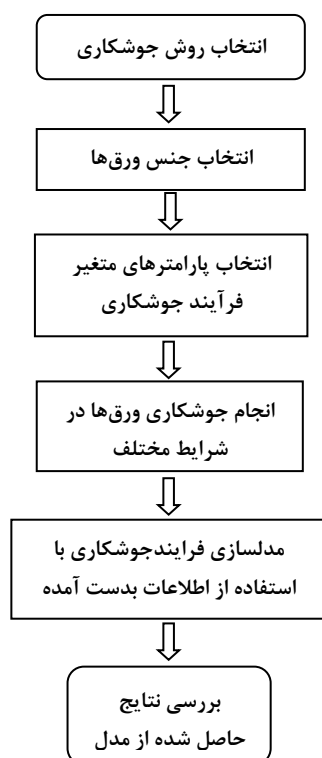 انتخاب روش جوشکاری
انتخاب جنس ورق‌ها
انتخاب پارامترهای متغیر
فرآیند جوشکاری
انجام جوشکاری ورق‌ها در
شرایط مختلف
مدلسازی فرایندجوشکاری با
استفاده از اطلاعات بدست آمده
بررسی نتایج
حاصل شده از مدل